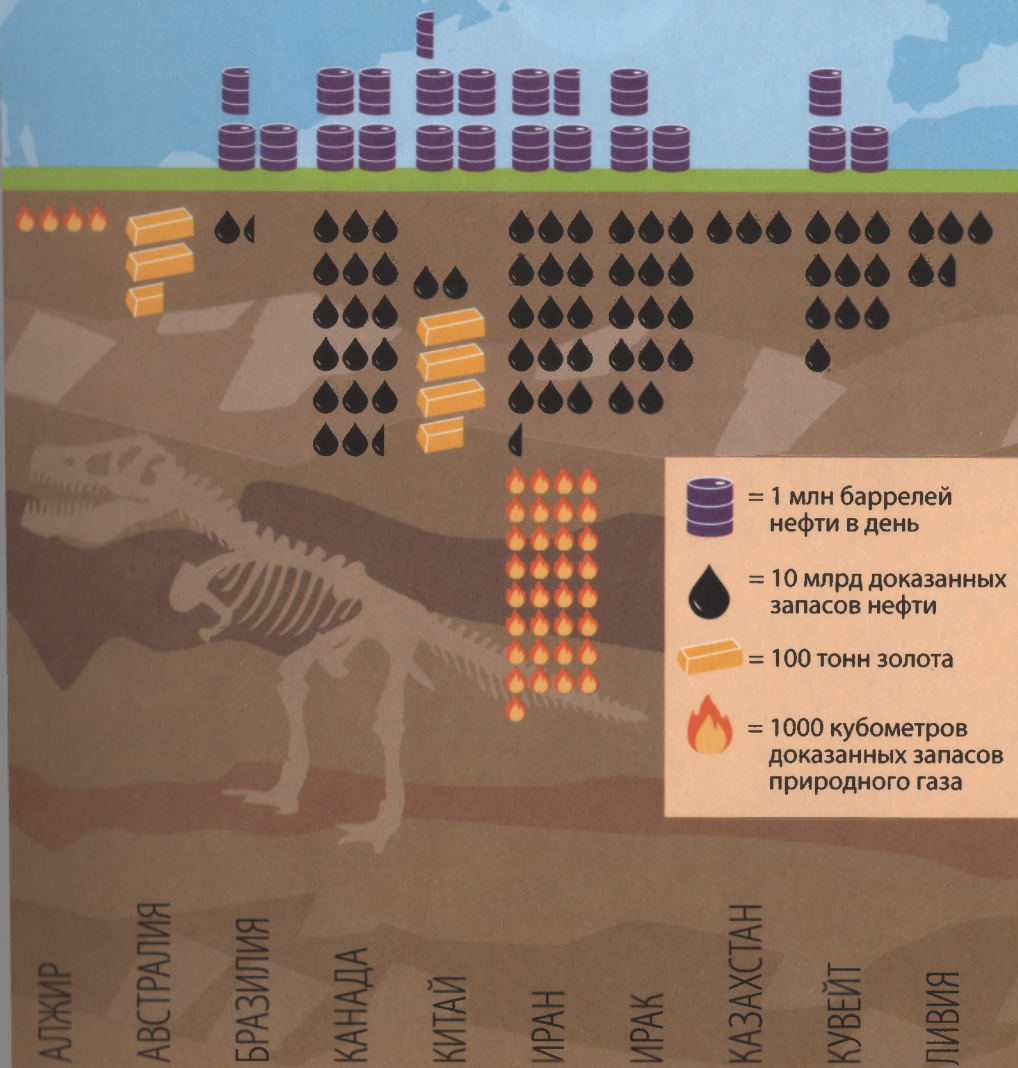 = 1 млн баррелей
нефти в день
= 10 млрд доказанных
запасов нефти
= 100 тонн золота
= 1000 кубометров
доказанных запасов
природного газа
АЛЖИР
АВСТРАЛИЯ
БРАЗИЛИЯ
КАНАДА
КИТАЙ
ИРАН
ИРАК
КАЗАХСТАН
КУВЕЙТ
ЛИВИЯ